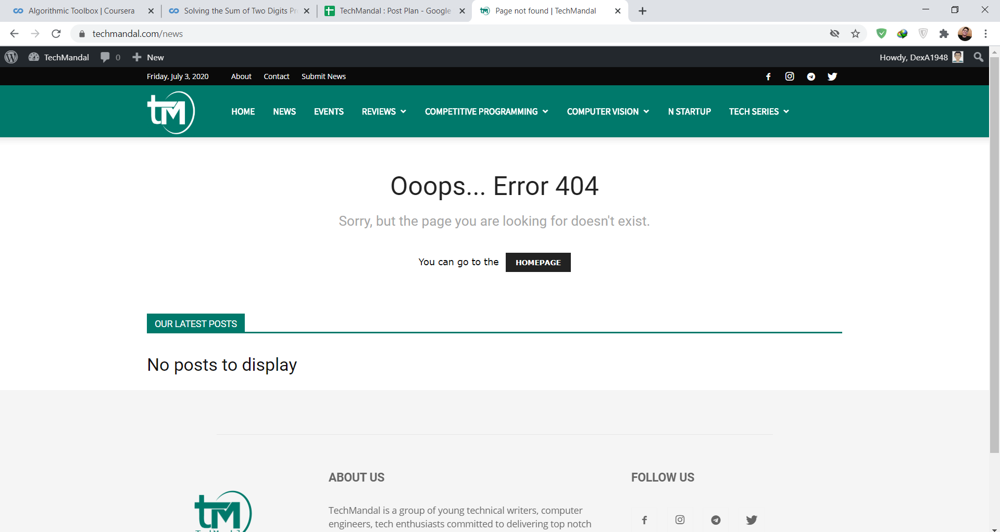 Algorithmic Toolbox | Coursera
Solving the Sum of Two Digits Pr
TechMandal : Post Plan - Google
Page not found | TechMandal
techmandal.com/news
TechMandal
0
New
Howdy, DexA1948
Friday, July 3, 2020
About
Contact
Submit News
tM
HOME
NEWS
EVENTS
REVIEWS
COMPETITIVE PROGRAMMING
COMPUTER VISION
N STARTUP
TECH SERIES
Ooops... Error 404
Sorry, but the page you are looking for doesn't exist.
You can go to the HOMEPAGE
OUR LATEST POSTS
No posts to display
tM
TechMandal
ABOUT US
TechMandal is a group of young technical writers, computer
engineers, tech enthusiasts committed to delivering top notch
FOLLOW US